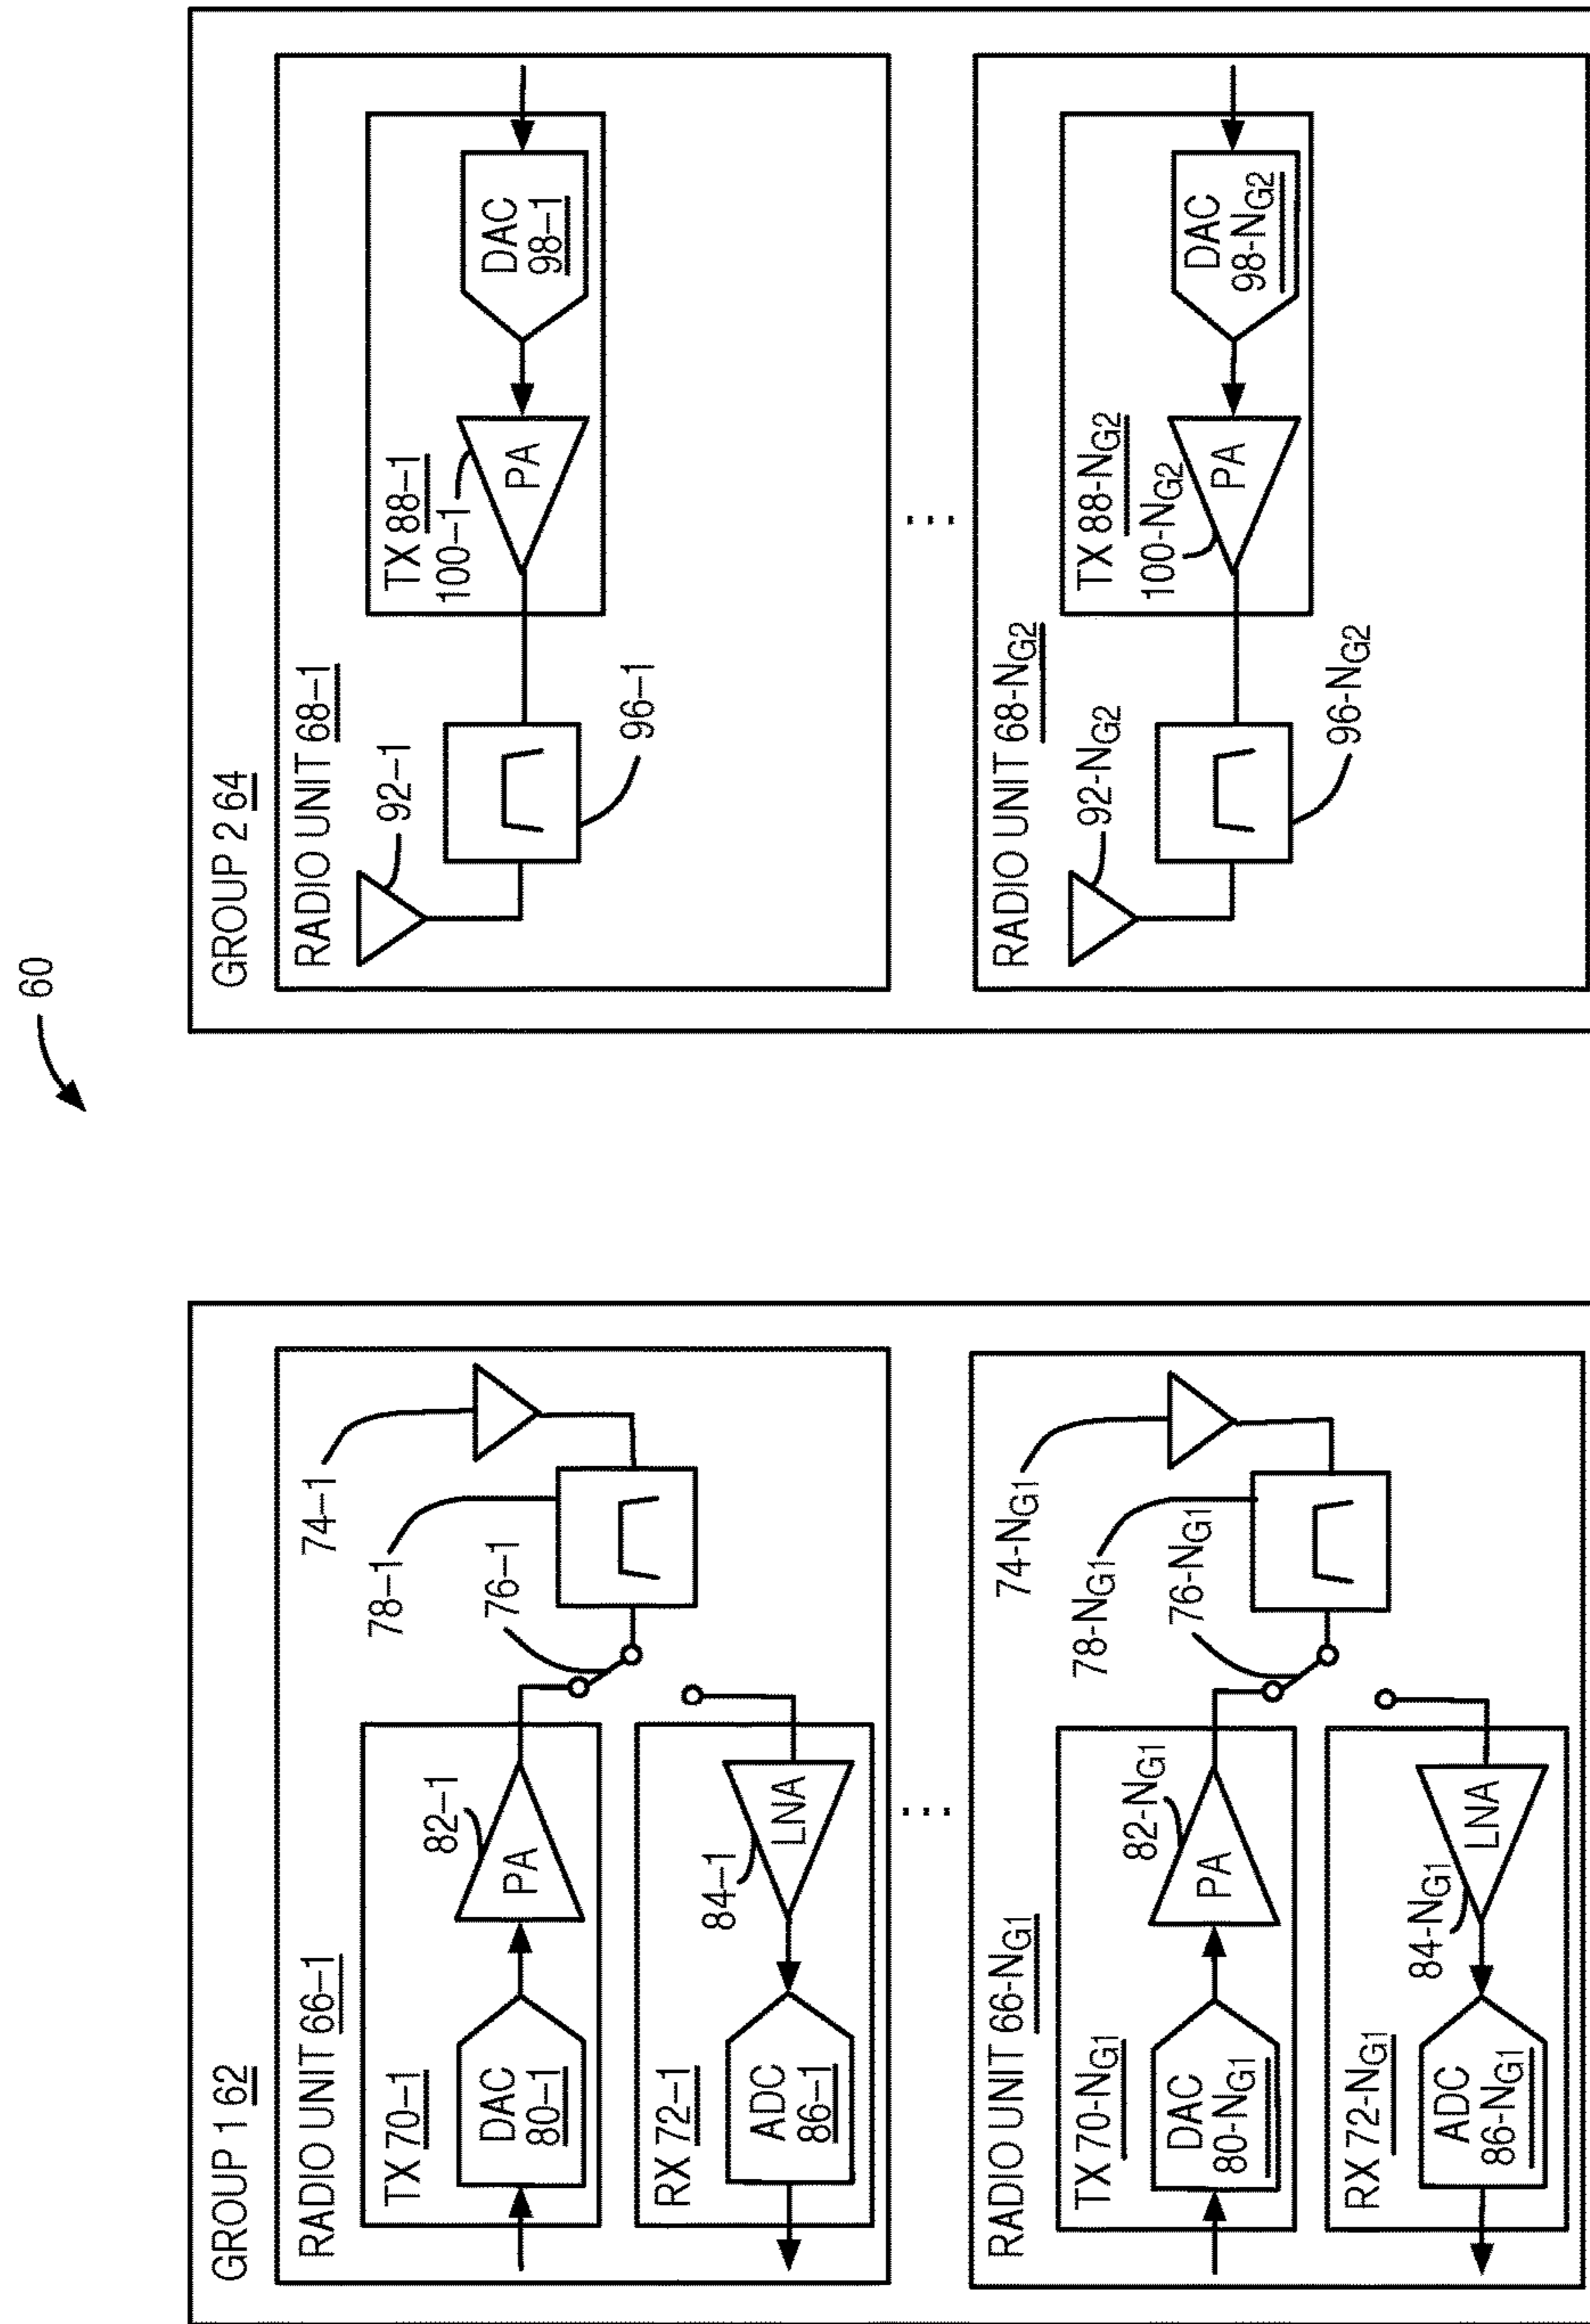 60
GROUP 1 62
RADIO UNIT 66–1
TX 70–1
DAC
80–1
82–1
PA
RX 72–1
ADC
86–1
84–1
LNA
74–1
78–1
76–1
...
RADIO UNIT 66-NG1
TX 70-NG1
DAC
80-NG1
82-NG1
PA
RX 72-NG1
ADC
86-NG1
84-NG1
LNA
74-NG1
78-NG1
76-NG1
GROUP 2 64
RADIO UNIT 68–1
92–1
96–1
TX 88–1
100–1
PA
DAC
98–1
...
RADIO UNIT 68-NG2
92-NG2
96-NG2
TX 88-NG2
100-NG2
PA
DAC
98-NG2